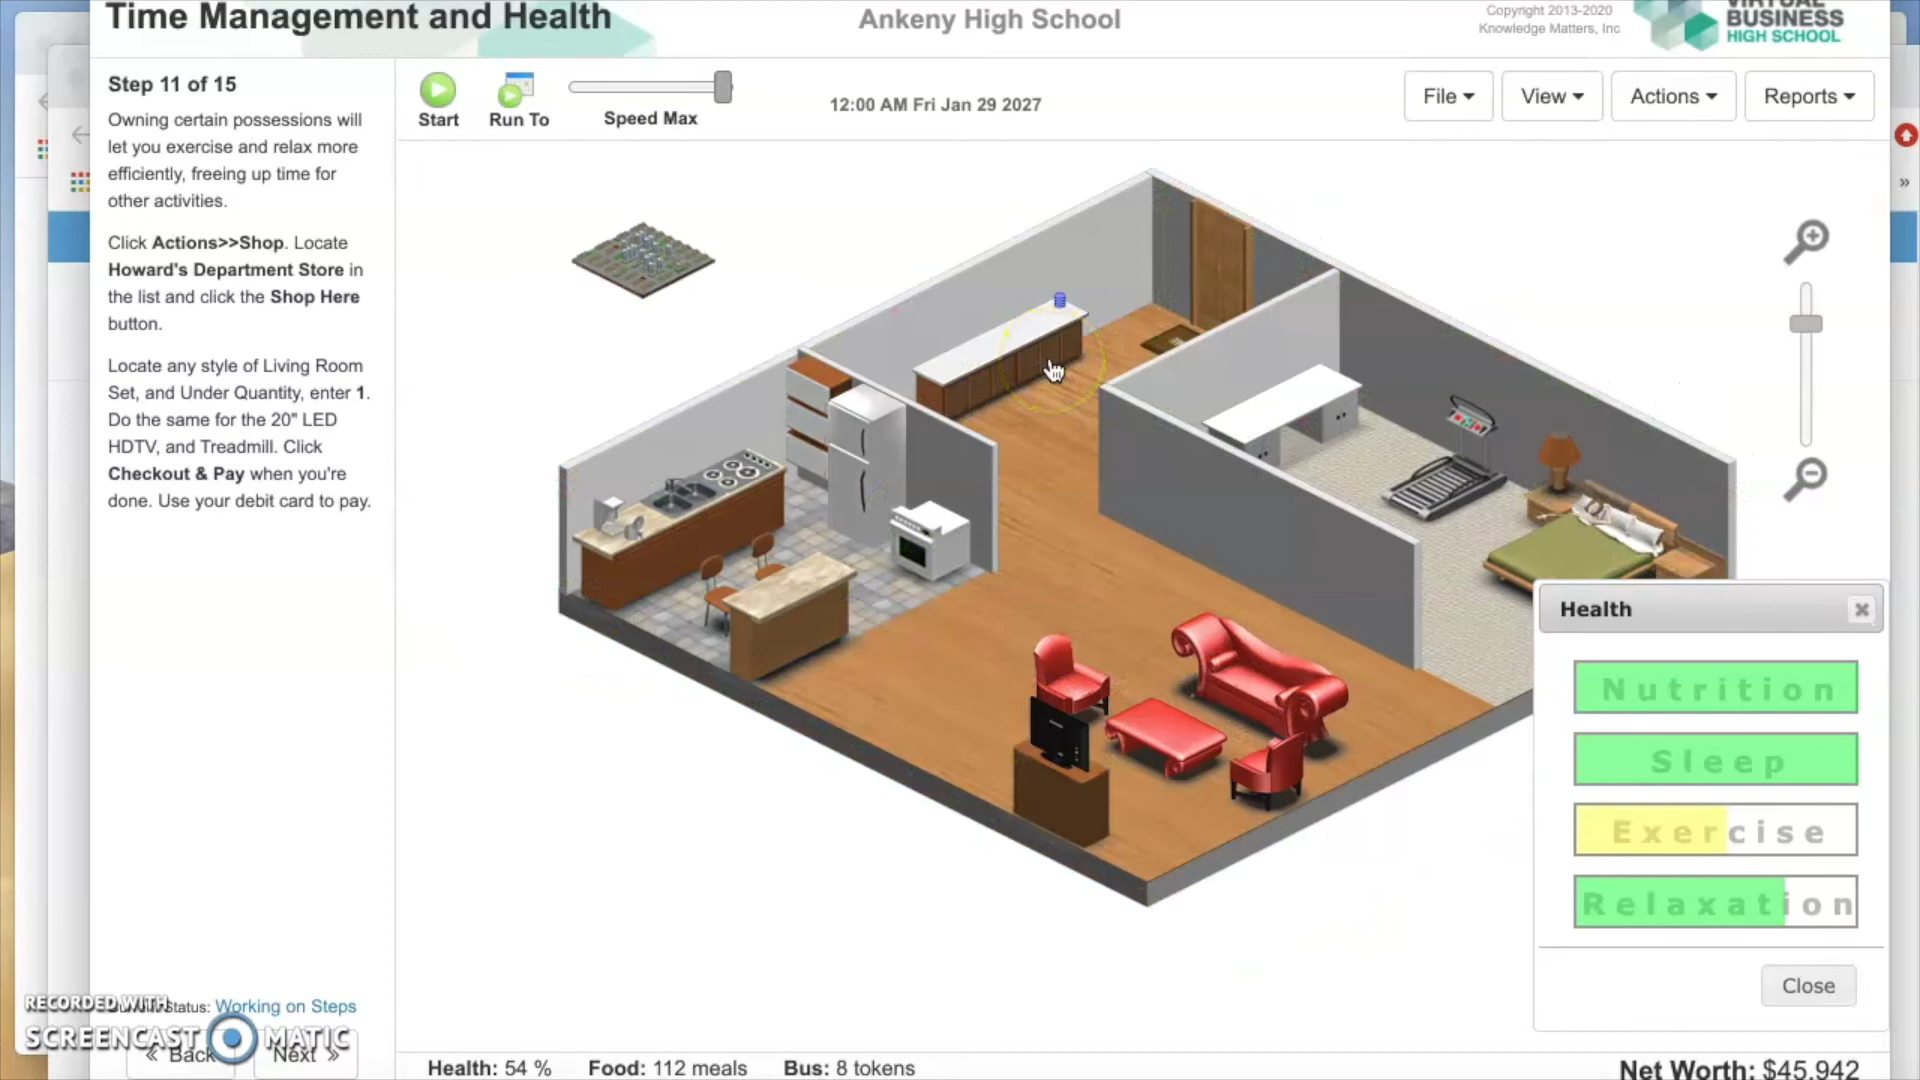 Time Management and Health
Ankeny High School
Copyright 2013-2020
Knowledge Matters, Inc
VIRTUAL
BUSINESS
HIGH SCHOOL
Step 11 of 15
Owning certain possessions will
let you exercise and relax more
efficiently, freeing up time for
other activities.
Click Actions>>Shop. Locate
Howard's Department Store in
the list and click the Shop Here
button.
Locate any style of Living Room
Set, and Under Quantity, enter 1.
Do the same for the 20" LED
HDTV, and Treadmill. Click
Checkout & Pay when you're
done. Use your debit card to pay.
Start
Run To
Speed Max
12:00 AM Fri Jan 29 2027
File
View
Actions
Reports
»
Health
Nutrition
Sleep
Exercise
Relaxation
Close
RECORDED WITH
Status: Working on Steps
SCREENCAST MATIC
« Back
Next »
Health: 54 %
Food: 112 meals
Bus: 8 tokens
Net Worth: $45,942